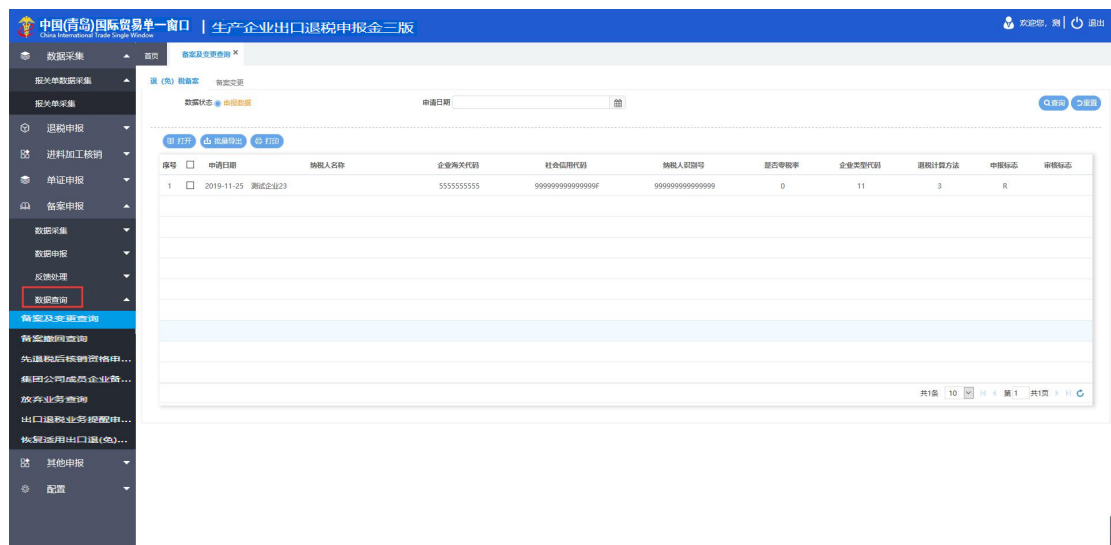 中国(青岛)国际贸易单一窗口 | 生产企业出口退税申报金三版
China International Trade Single Window
欢迎您, 测 | 退出
数据采集
首页 备案及变更查询 ×
报关单数据采集
退（免）税备案 备案变更
报关单采集
数据状态 申报数据 申请日期 查询 重置
退税申报
打开 批量导出 打印
进料加工核销
序号 申请日期 纳税人名称 企业海关代码 社会信用代码 纳税人识别号 是否零税率 企业类型代码 退税计算方法 申报标志 审核标志
单证申报
1 2019-11-25 测试企业23 5555555555 99999999999999999F 999999999999999 0 11 3 R
备案申报
数据采集
数据申报
反馈处理
数据查询
备案及变更查询
备案撤回查询
先退税后核销资格申...
集团公司成员企业备...
共1条 10 第 1 共1页
放弃业务查询
出口退税业务提醒申...
恢复适用出口退(免)...
其他申报
配置